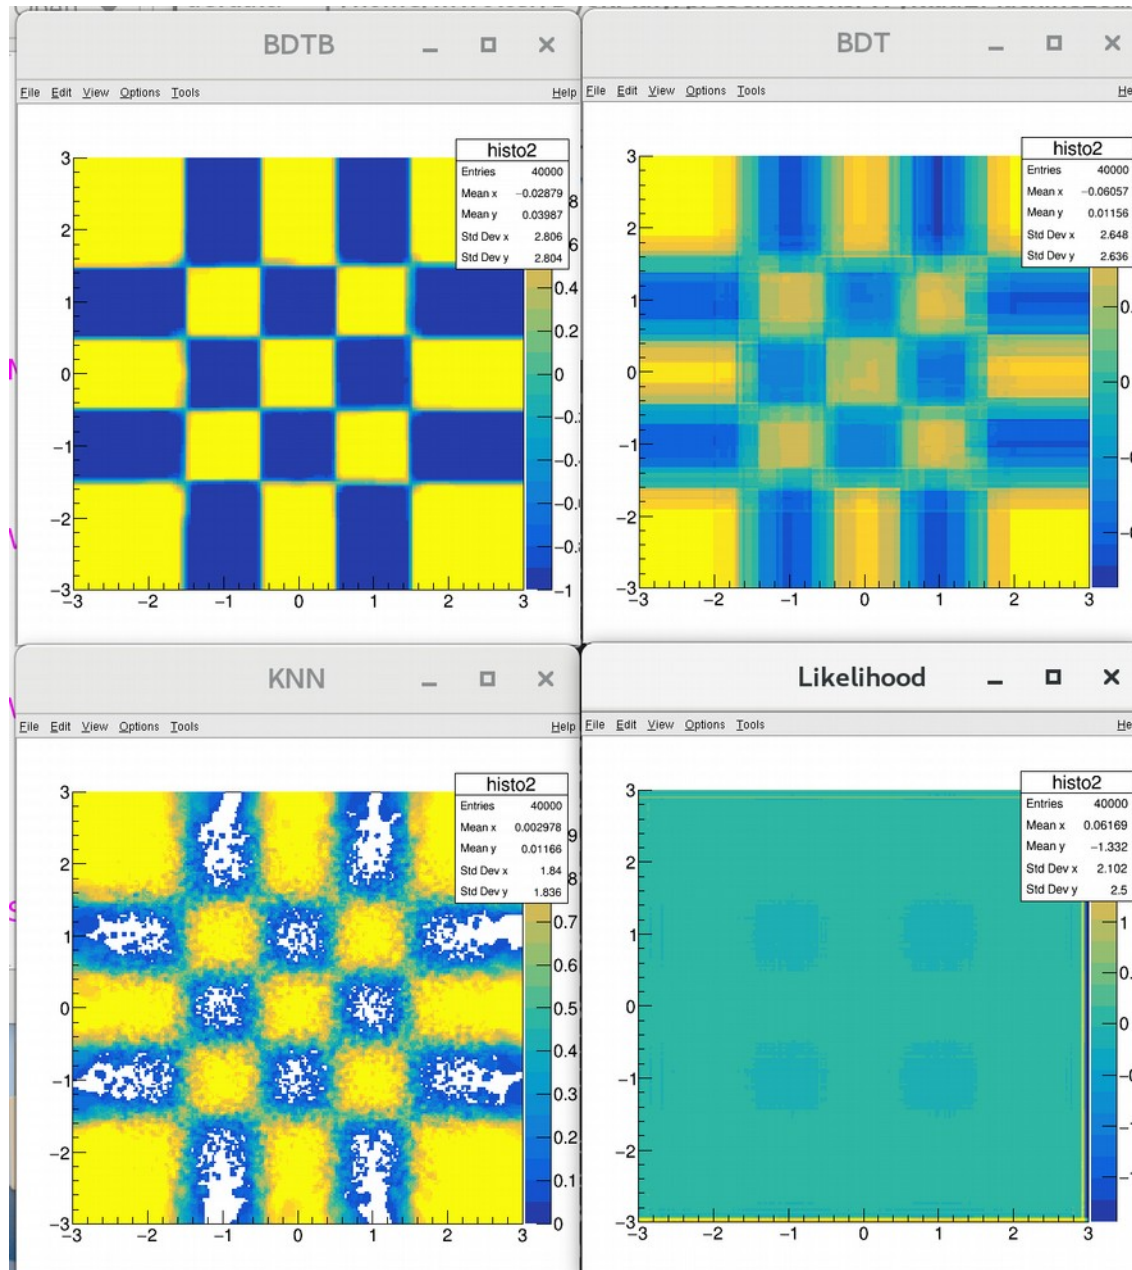 BDTB
File Edit View Options Tools Help
histo2
Entries 40000
Mean x −0.02879
Mean y 0.03987
Std Dev x 2.806
Std Dev y 2.804
3
2
1
0
−1
−2
−3
0.4
0.2
0
−1
−3 −2 −1 0 1 2 3
BDT
File Edit View Options Tools
histo2
Entries 40000
Mean x −0.06057
Mean y 0.01156
Std Dev x 2.648
Std Dev y 2.636
3
2
1
0
−1
−2
−3
0
−3 −2 −1 0 1 2 3
KNN
File Edit View Options Tools Help
histo2
Entries 40000
Mean x 0.002978
Mean y 0.01166
Std Dev x 1.84
Std Dev y 1.836
3
2
1
0
−1
−2
−3
0.7
0.6
0.5
0.4
0.3
0.2
0.1
0
−3 −2 −1 0 1 2 3
Likelihood
File Edit View Options Tools
histo2
Entries 40000
Mean x 0.06169
Mean y −1.332
Std Dev x 2.102
Std Dev y 2.5
3
2
1
0
−1
−2
−3
1
0
−3 −2 −1 0 1 2 3